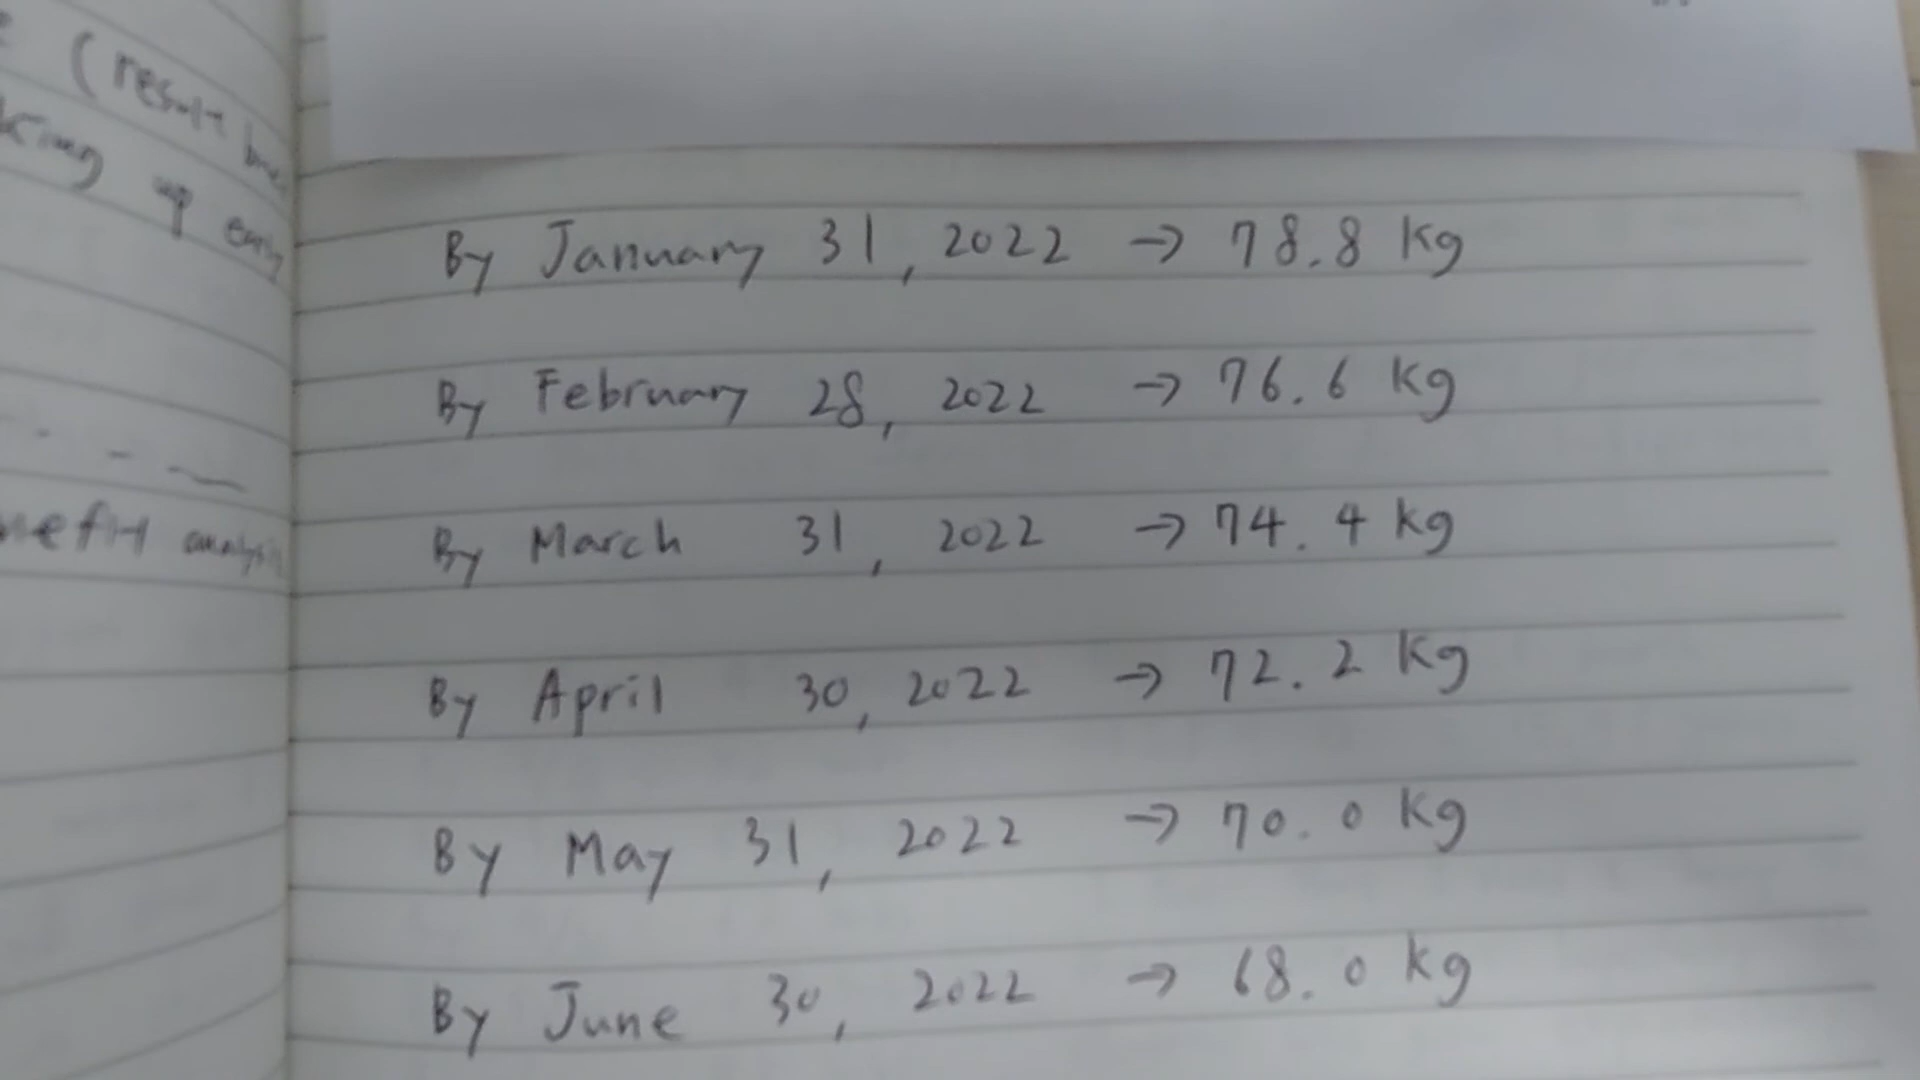 (result
up early
By January 31, 2022 → 78.8 kg
By February 28, 2022 → 76.6 kg
By March 31, 2022 → 74.4 kg
By April 30, 2022 → 72.2 kg
By May 31, 2022 → 70.0 kg
By June 30, 2022 → 68.0 kg